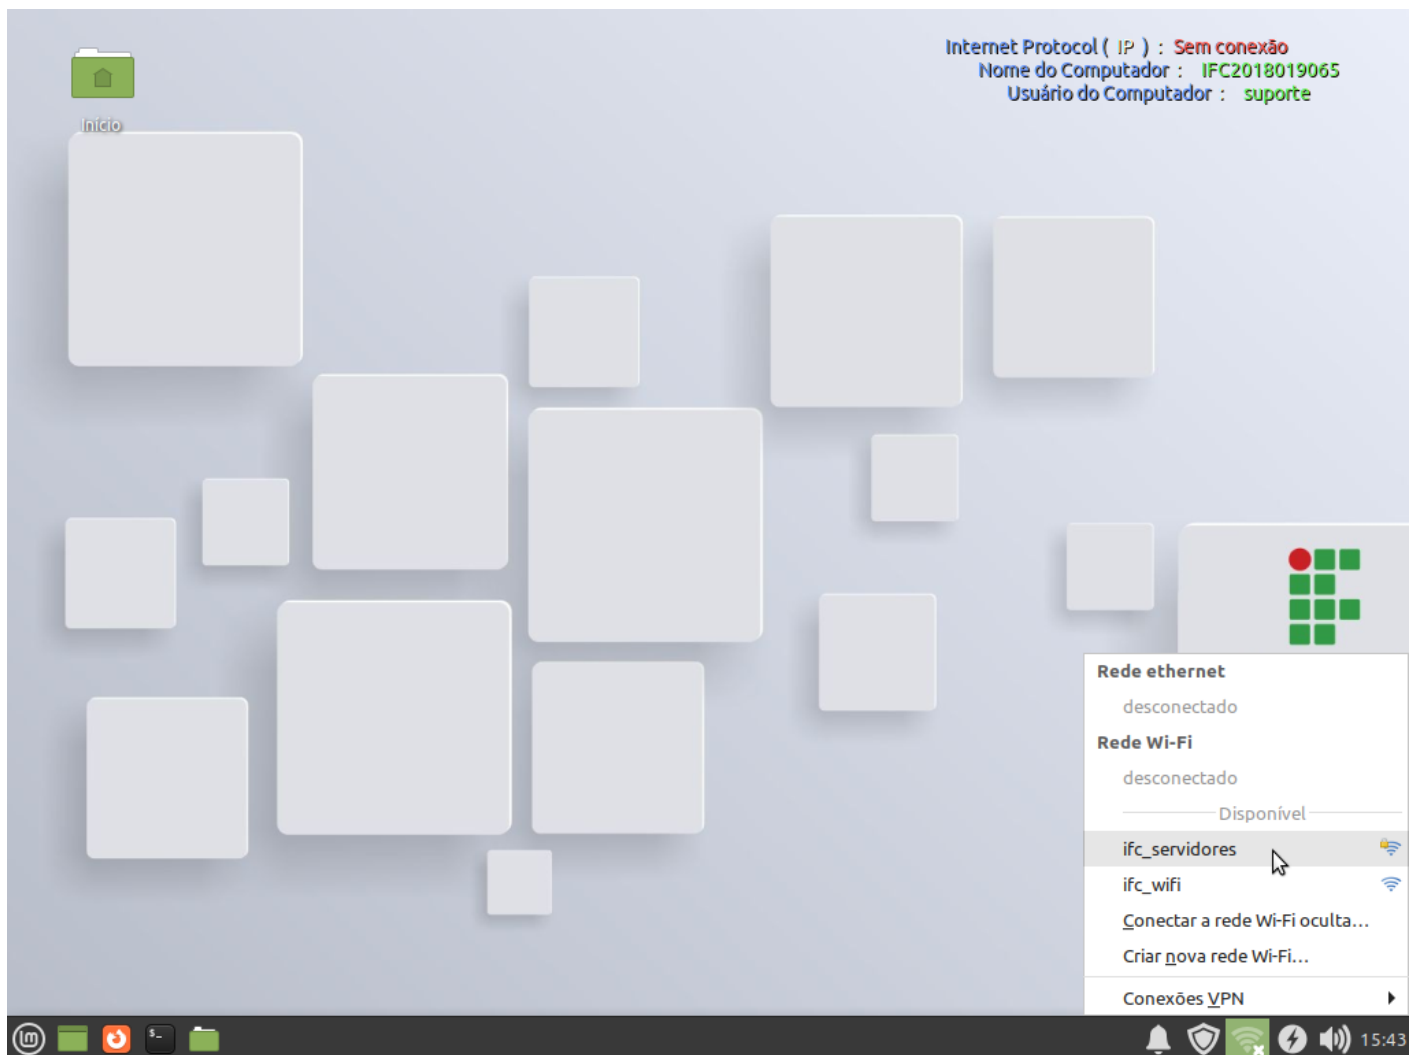 Internet Protocol ( IP ) : Sem conexão
Nome do Computador : IFC2018019065
Usuário do Computador : suporte
Início
Rede ethernet
desconectado
Rede Wi-Fi
desconectado
Disponível
ifc_servidores
ifc_wifi
Conectar a rede Wi-Fi oculta...
Criar nova rede Wi-Fi...
Conexões VPN
lm
$-
15:43